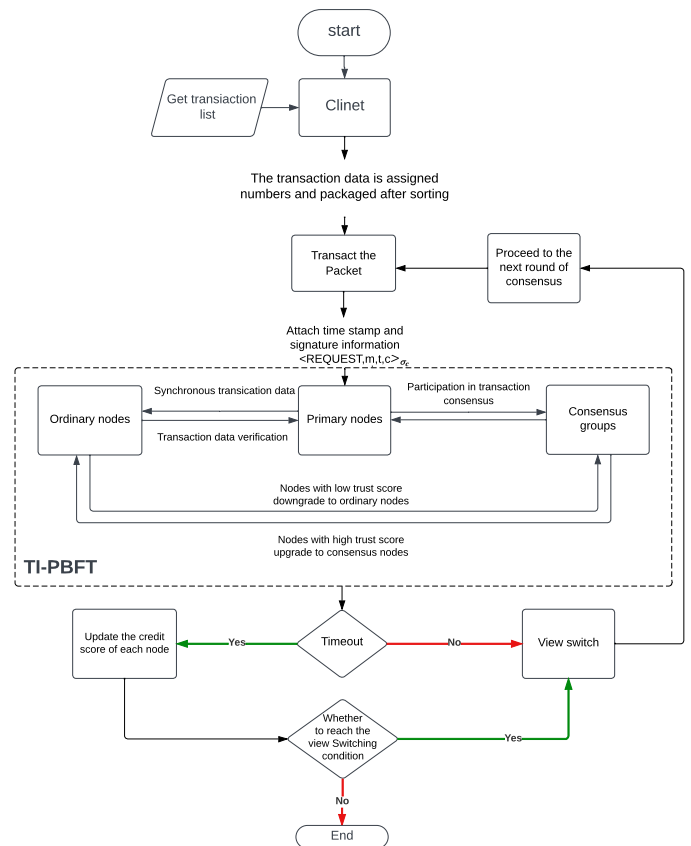 start
Get transiaction
list
Clinet
The transaction data is assigned
numbers and packaged after sorting
Transact the
Packet
Proceed to the
next round of
consensus
Attach time stamp and
signature information
<REQUEST,m,t,c>σc
Synchronous transication data
Participation in transaction
consensus
Ordinary nodes
Primary nodes
Consensus
groups
Transaction data verification
Nodes with low trust score
downgrade to ordinary nodes
Nodes with high trust score
upgrade to consensus nodes
TI-PBFT
Update the credit
score of each node
Yes
Timeout
No
View switch
Whether
to reach the
view Switching
condition
Yes
No
End